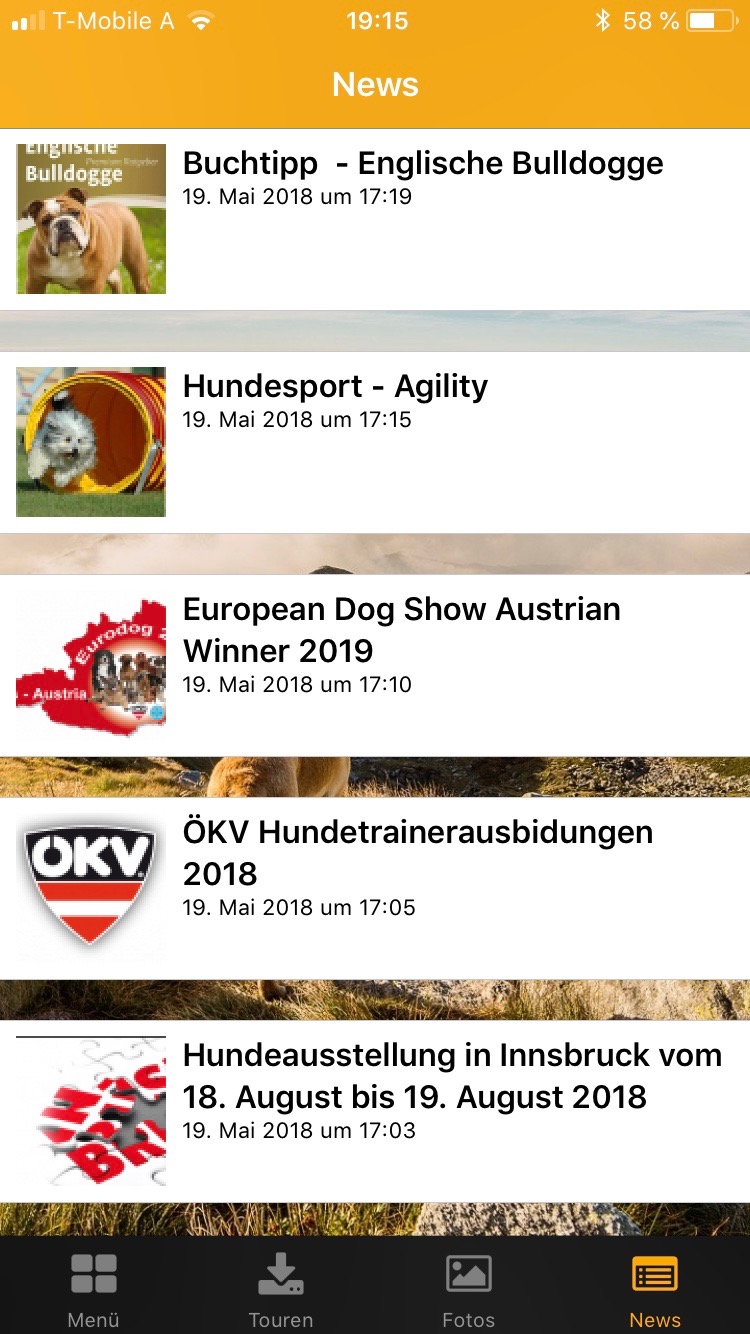 T-Mobile A 19:15 58 %
News
Englische
Premium Ratgeber
Bulldogge
Buchtipp - Englische Bulldogge
19. Mai 2018 um 17:19
Hundesport - Agility
19. Mai 2018 um 17:15
Eurodog
- Austria
European Dog Show Austrian
Winner 2019
19. Mai 2018 um 17:10
ÖKV
ÖKV Hundetrainerausbidungen
2018
19. Mai 2018 um 17:05
Hundeausstellung in Innsbruck vom
18. August bis 19. August 2018
19. Mai 2018 um 17:03
Menü Touren Fotos News